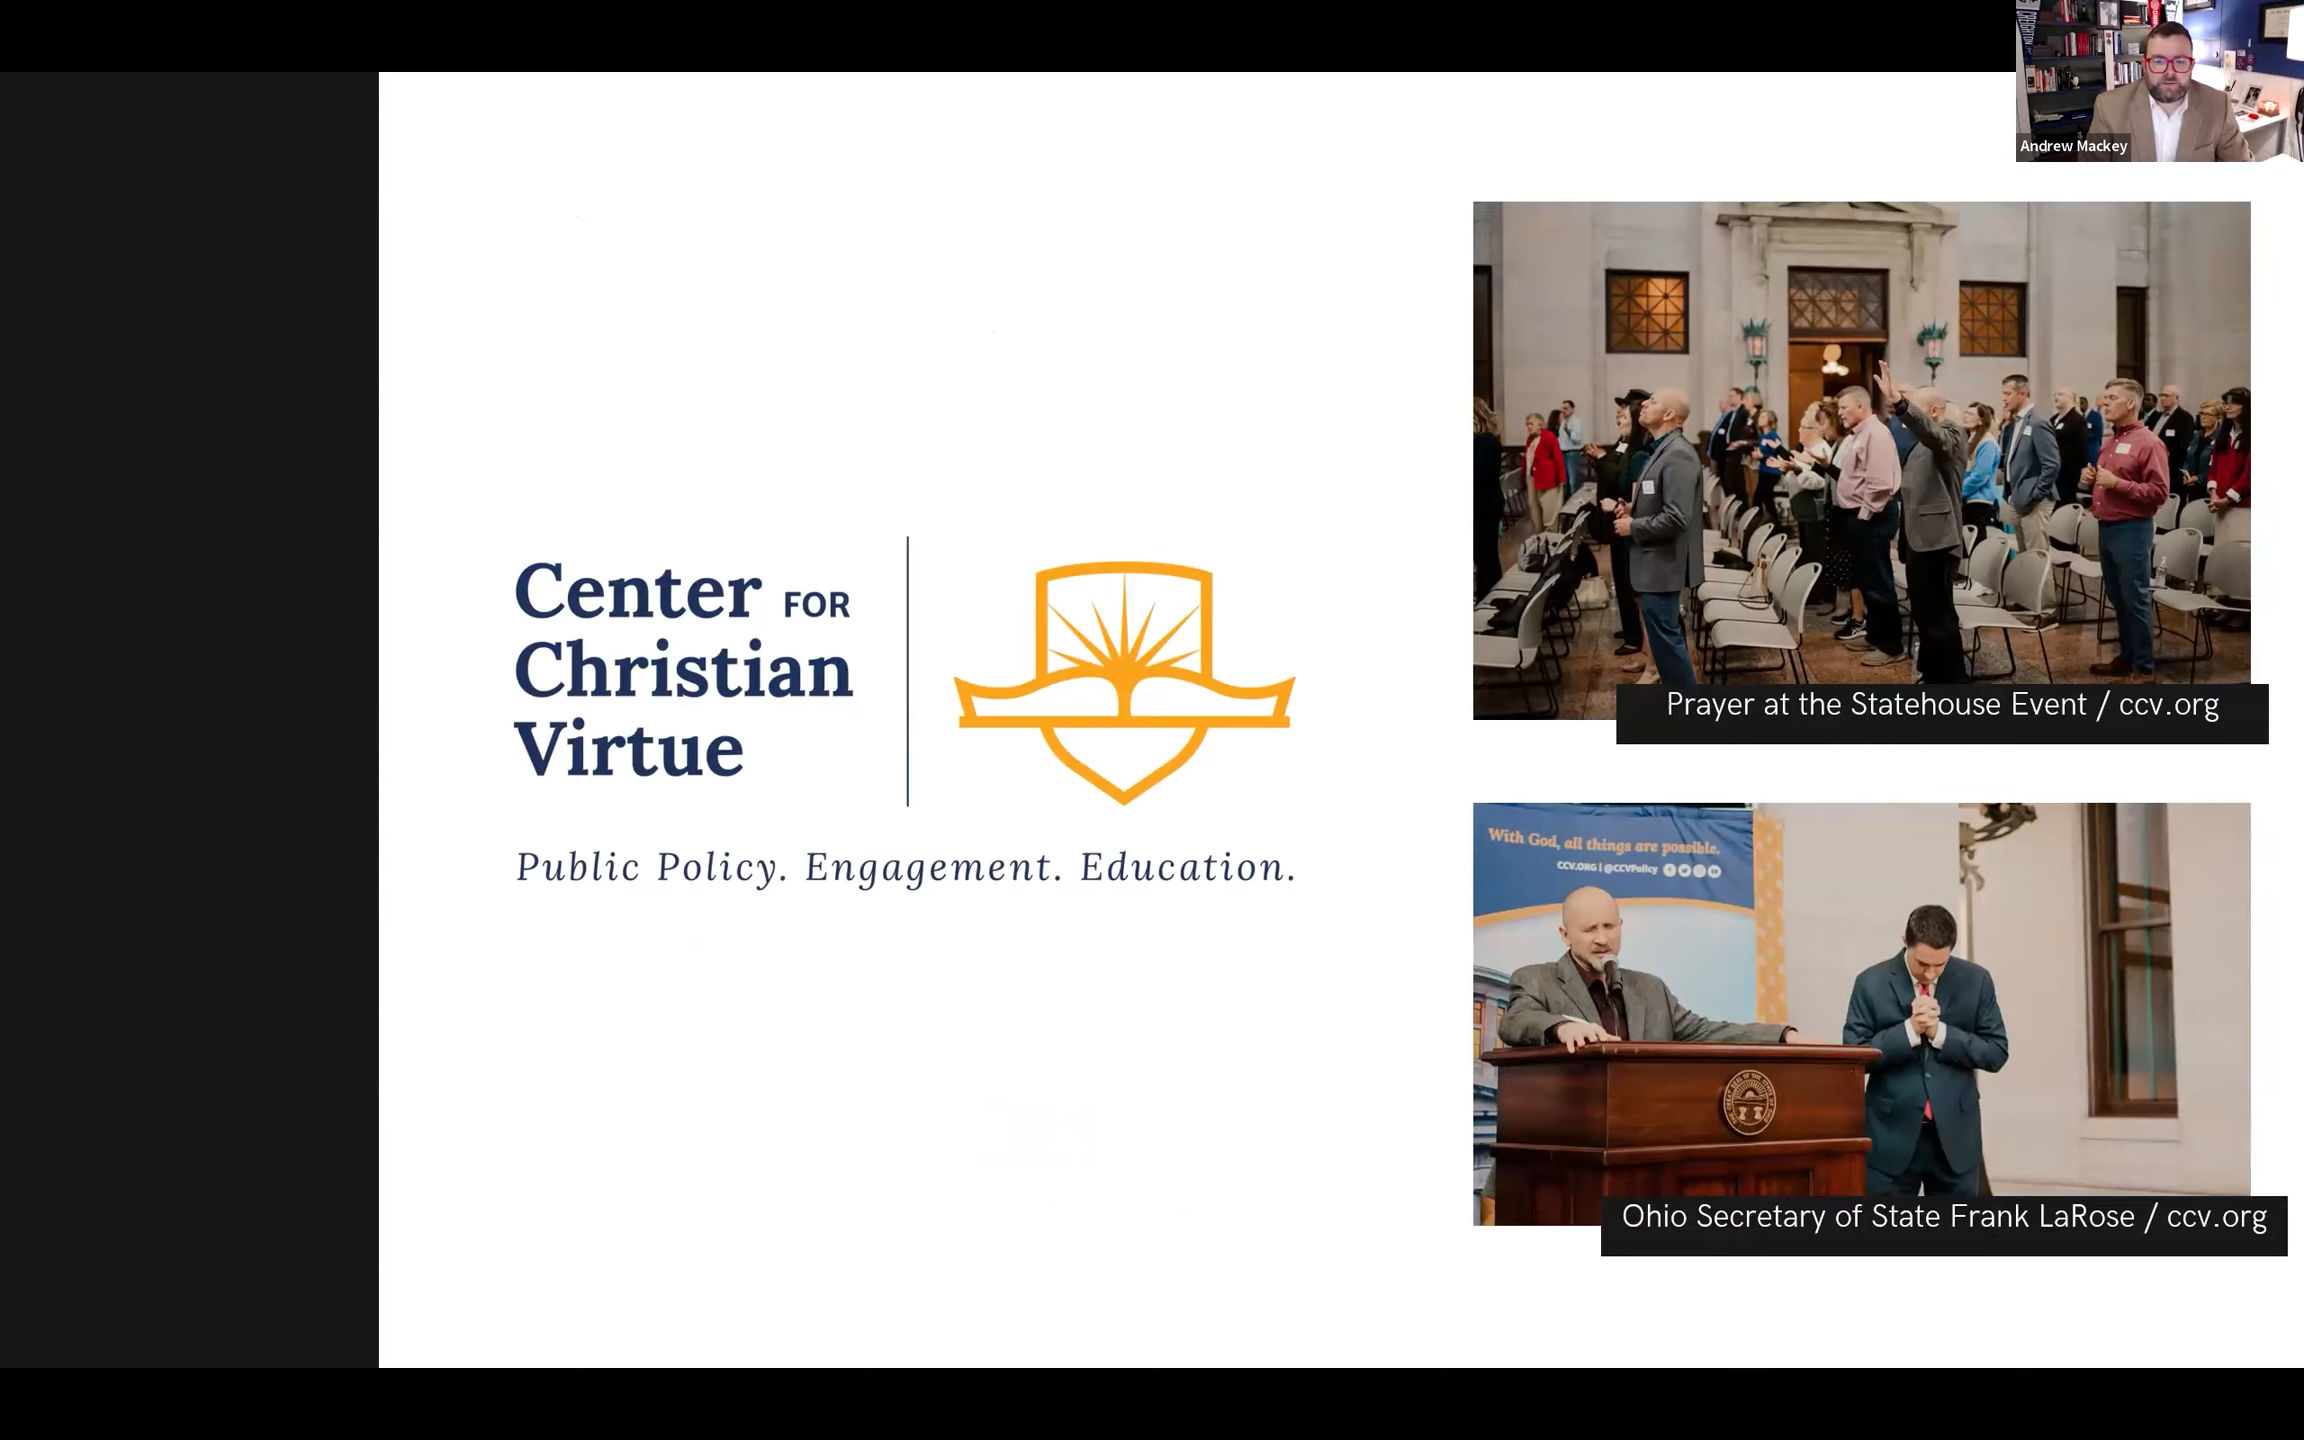 Andrew Mackey
Center FOR
Christian
Virtue
Public Policy. Engagement. Education.
Prayer at the Statehouse Event / ccv.org
With God, all things are possible.
CCV.ORG | @CCVPolicy
Ohio Secretary of State Frank LaRose / ccv.org